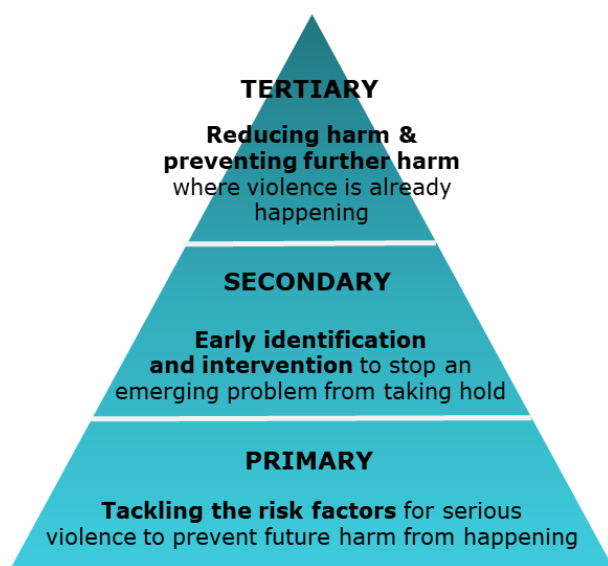 TERTIARY
Reducing harm &
preventing further harm
where violence is already
happening
SECONDARY
Early identification
and intervention to stop an
emerging problem from taking hold
PRIMARY
Tackling the risk factors for serious
violence to prevent future harm from happening